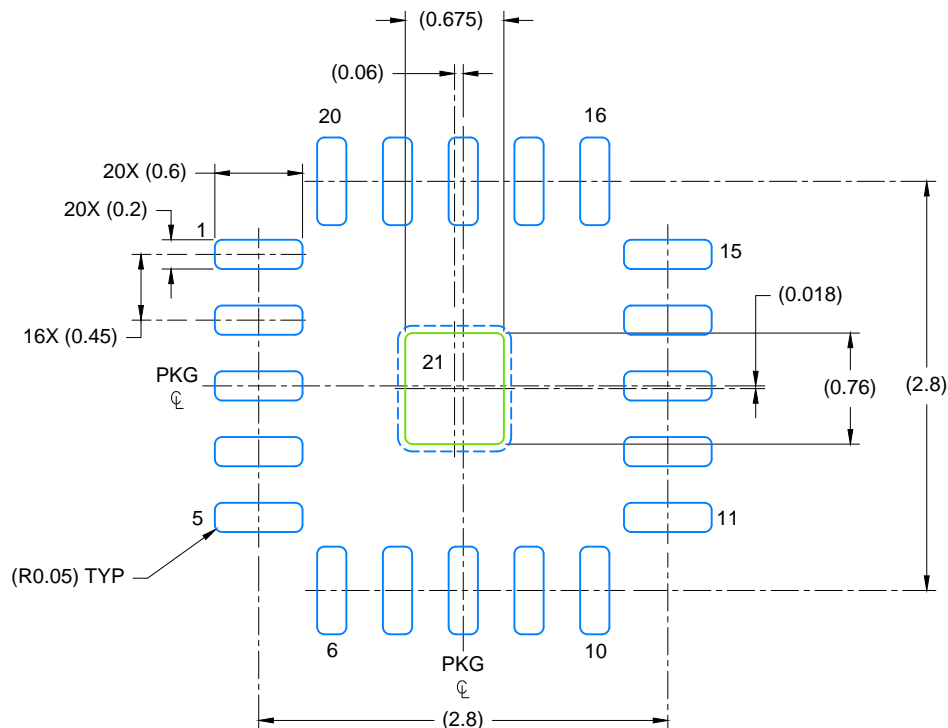 (0.675)
(0.06)
20
16
20X (0.6)
20X (0.2)
1
15
(0.018)
16X (0.45)
21
PKG
℄
(0.76)
(2.8)
5
11
(R0.05) TYP
6
10
PKG
℄
(2.8)